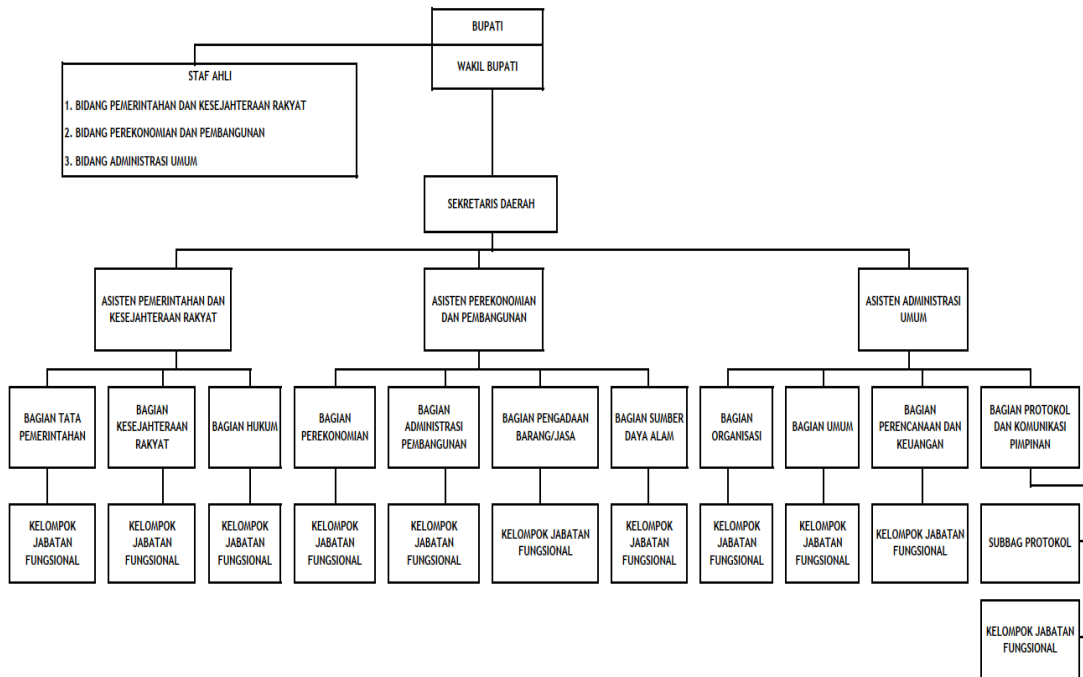 BUPATI
WAKIL BUPATI
STAF AHLI
1. BIDANG PEMERINTAHAN DAN KESEJAHTERAAN RAKYAT
2. BIDANG PEREKONOMIAN DAN PEMBANGUNAN
3. BIDANG ADMINISTRASI UMUM
SEKRETARIS DAERAH
ASISTEN PEMERINTAHAN DAN
KESEJAHTERAAN RAKYAT
ASISTEN PEREKONOMIAN
DAN PEMBANGUNAN
ASISTEN ADMINISTRASI
UMUM
BAGIAN TATA
PEMERINTAHAN
BAGIAN
KESEJAHTERAAN
RAKYAT
BAGIAN HUKUM
BAGIAN
PEREKONOMIAN
BAGIAN
ADMINISTRASI
PEMBANGUNAN
BAGIAN PENGADAAN
BARANG/JASA
BAGIAN SUMBER
DAYA ALAM
BAGIAN
ORGANISASI
BAGIAN UMUM
BAGIAN
PERENCANAAN DAN
KEUANGAN
BAGIAN PROTOKOL
DAN KOMUNIKASI
PIMPINAN
KELOMPOK
JABATAN
FUNGSIONAL
KELOMPOK
JABATAN
FUNGSIONAL
KELOMPOK
JABATAN
FUNGSIONAL
KELOMPOK
JABATAN
FUNGSIONAL
KELOMPOK
JABATAN
FUNGSIONAL
KELOMPOK JABATAN
FUNGSIONAL
KELOMPOK
JABATAN
FUNGSIONAL
KELOMPOK
JABATAN
FUNGSIONAL
KELOMPOK
JABATAN
FUNGSIONAL
KELOMPOK JABATAN
FUNGSIONAL
SUBBAG PROTOKOL
KELOMPOK JABATAN
FUNGSIONAL